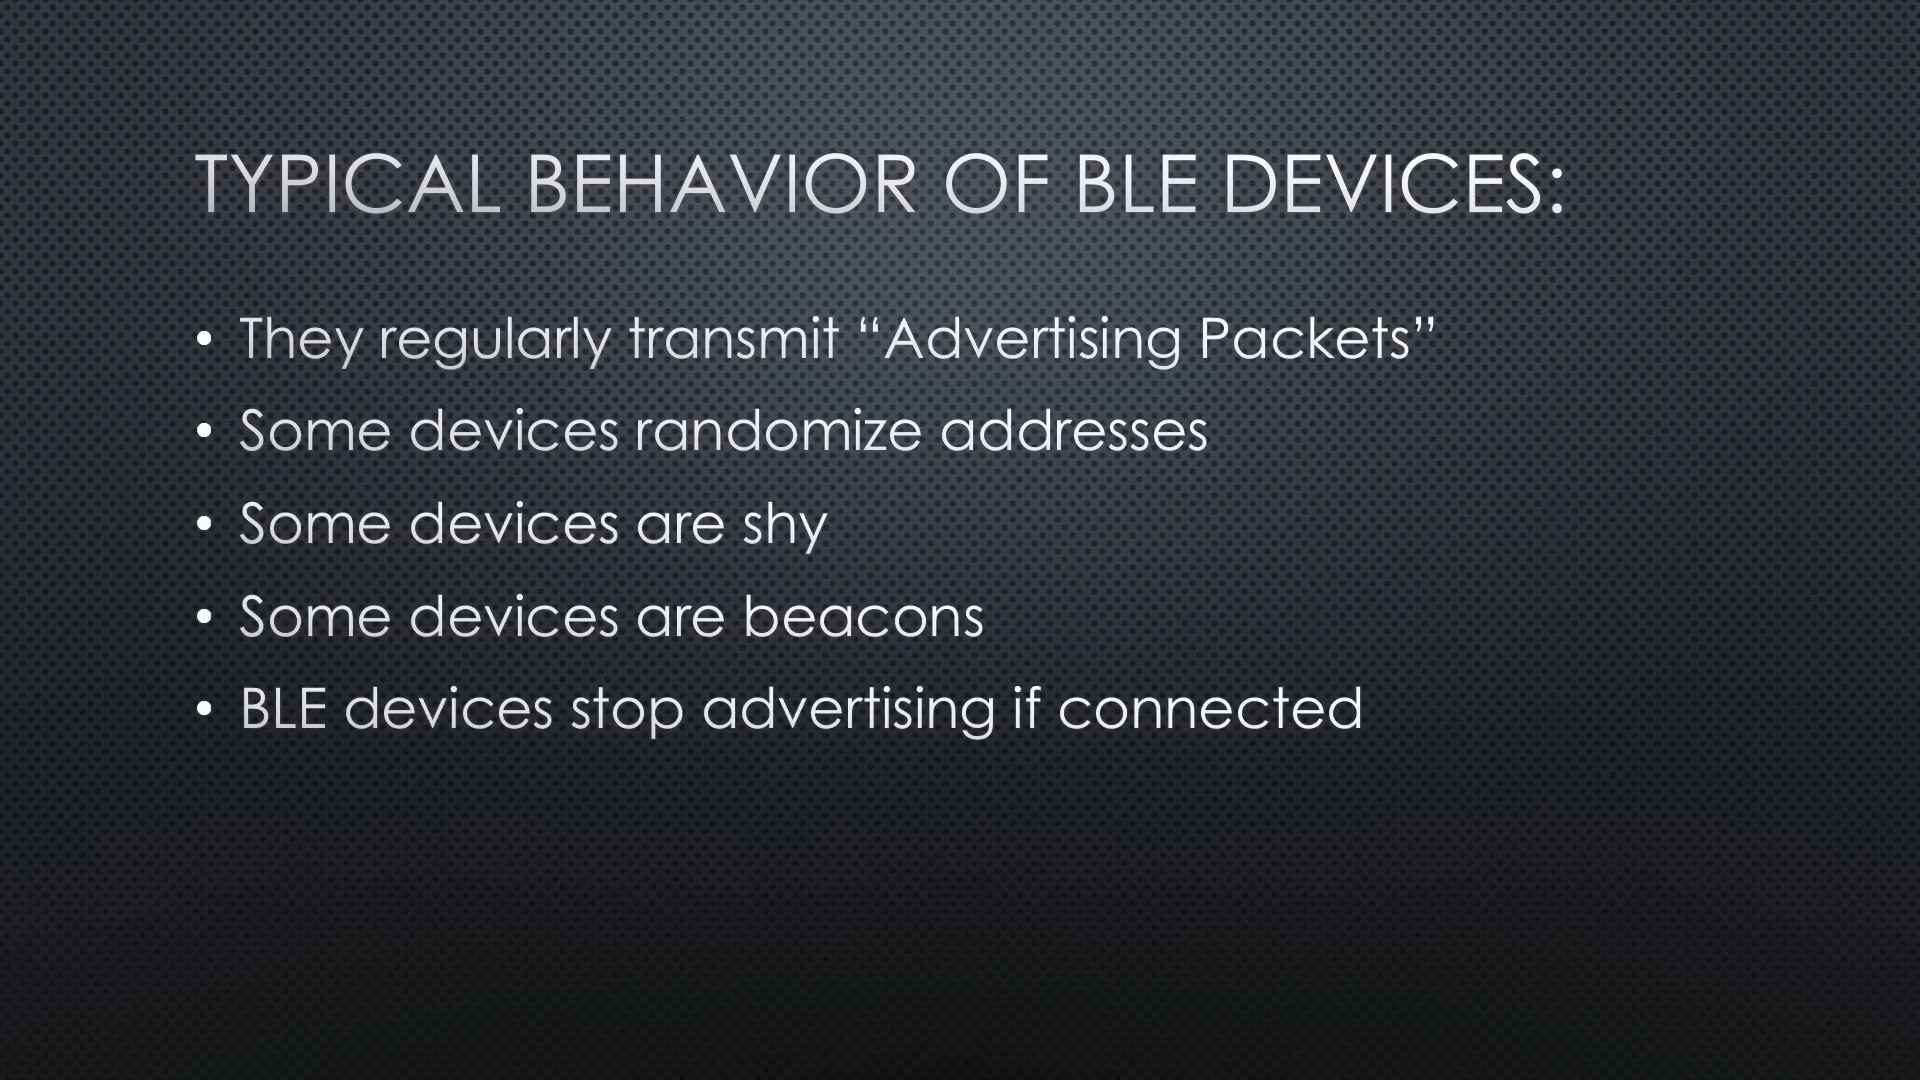 TYPICAL BEHAVIOR OF BLE DEVICES:
• They regularly transmit “Advertising Packets”
• Some devices randomize addresses
• Some devices are shy
• Some devices are beacons
• BLE devices stop advertising if connected